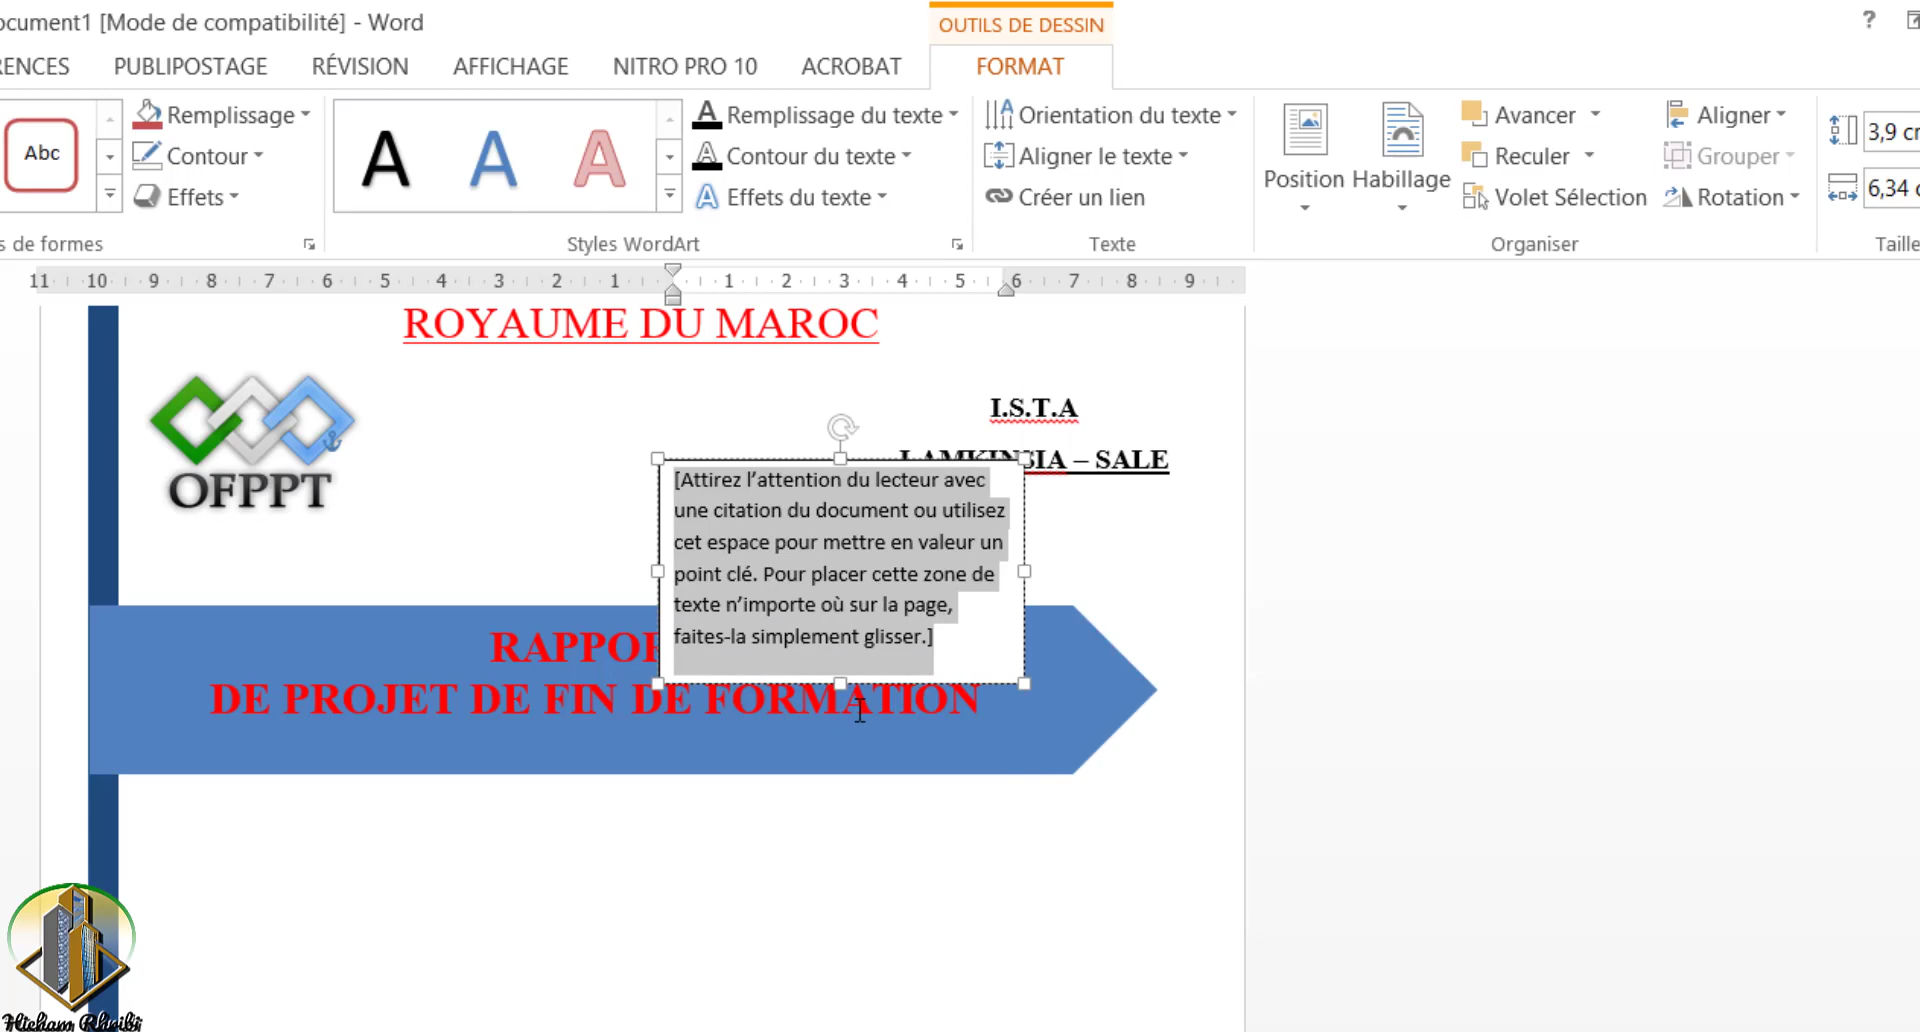 ocument1 [Mode de compatibilité] - Word
OUTILS DE DESSIN
?
RENCES PUBLIPOSTAGE RÉVISION AFFICHAGE NITRO PRO 10 ACROBAT FORMAT
Abc
Remplissage
Contour
Effets
s de formes
A A A
Styles WordArt
Remplissage du texte
Contour du texte
Effets du texte
Orientation du texte
Aligner le texte
Créer un lien
Texte
Position
Habillage
Avancer
Reculer
Volet Sélection
Aligner
Grouper
Rotation
Organiser
3,9 cr
6,34 c
Taille
11 10 9 8 7 6 5 4 3 2 1 1 2 3 4 5 6 7 8 9
ROYAUME DU MAROC
OFPPT
I.S.T.A
LAMKINSIA – SALE
[Attirez l’attention du lecteur avec
une citation du document ou utilisez
cet espace pour mettre en valeur un
point clé. Pour placer cette zone de
texte n’importe où sur la page,
faites-la simplement glisser.]
RAPPOR
DE PROJET DE FIN DE FORMATION
Hicham Rhribi